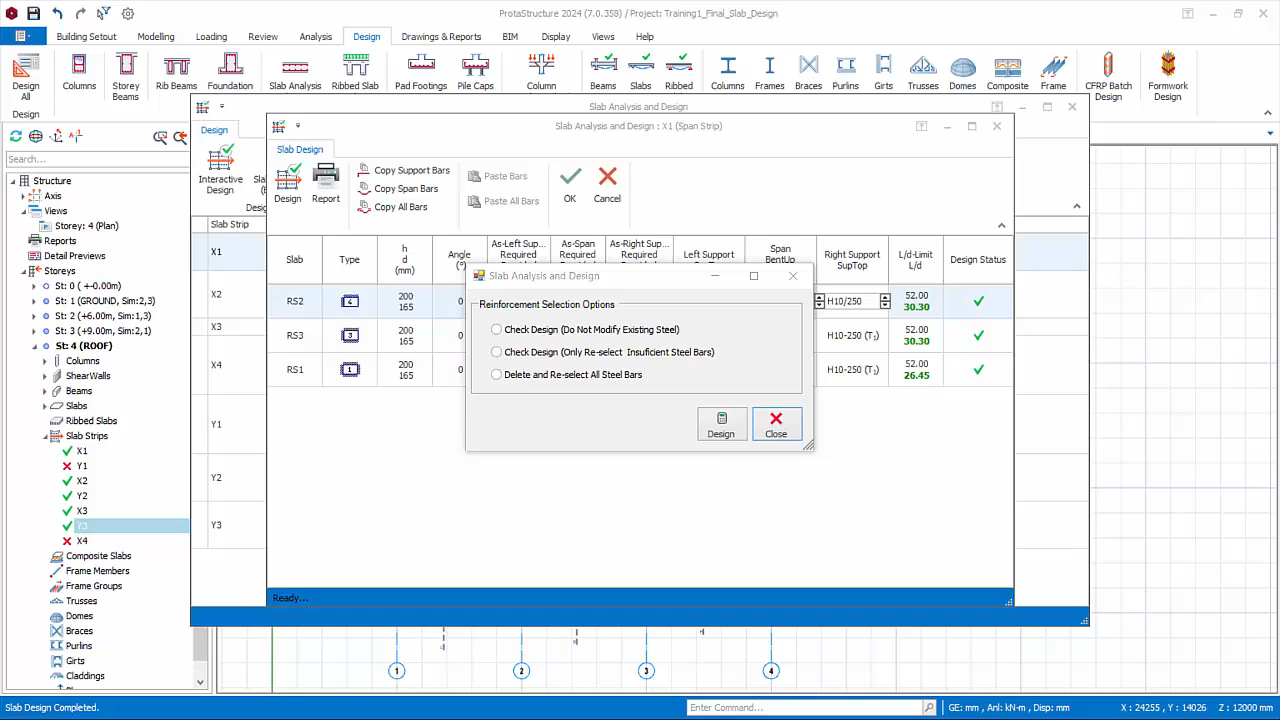 ProtaStructure 2024 (7.0.358) / Project: Training1_Final_Slab_Design
Building Setout
Modelling
Loading
Review
Analysis
Design
Drawings & Reports
BIM
Display
Views
Help
Design All
Columns
Storey Beams
Rib Beams
Foundation
Slab Analysis
Ribbed Slab
Pad Footings
Pile Caps
Column
Beams
Slabs
Ribbed
Columns
Frames
Braces
Purlins
Girts
Trusses
Domes
Composite
Frame
CFRP Batch Design
Formwork Design
Design
Search...
Structure
Axis
Views
Storey: 4 (Plan)
Reports
Detail Previews
Storeys
St: 0 ( +-0.00m)
St: 1 (GROUND, Sim:2,3)
St: 2 (+6.00m, Sim:1,3)
St: 3 (+9.00m, Sim:2,1)
St: 4 (ROOF)
Columns
ShearWalls
Beams
Slabs
Ribbed Slabs
Slab Strips
X1
Y1
X2
Y2
X3
Y3
X4
Composite Slabs
Frame Members
Frame Groups
Trusses
Domes
Braces
Purlins
Girts
Claddings
Slab Analysis and Design
Design
Interactive Design
Slab Strip
X1
X2
X3
X4
Y1
Y2
Y3
Slab Analysis and Design : X1 (Span Strip)
Slab Design
Design
Report
Copy Support Bars
Copy Span Bars
Copy All Bars
Paste Bars
Paste All Bars
OK
Cancel
Slab
Type
h
d
(mm)
Angle
(°)
As-Left Sup...
Required
As-Span
Required
As-Right Sup...
Required
Left Support
Span
BentUp
Right Support
SupTop
L/d-Limit
L/d
Design Status
RS2 4 200 165 0 H10/250 52.00 30.30
RS3 3 200 165 0 H10-250 (T1) 52.00 30.30
RS1 1 200 165 0 H10-250 (T1) 52.00 26.45
Ready...
Slab Analysis and Design
Reinforcement Selection Options
Check Design (Do Not Modify Existing Steel)
Check Design (Only Re-select Insufficient Steel Bars)
Delete and Re-select All Steel Bars
Design
Close
1
2
3
4
Slab Design Completed.
Enter Command...
GE: mm, Anl: kN-m , Disp: mm
X : 24255 , Y : 14026
Z : 12000 mm